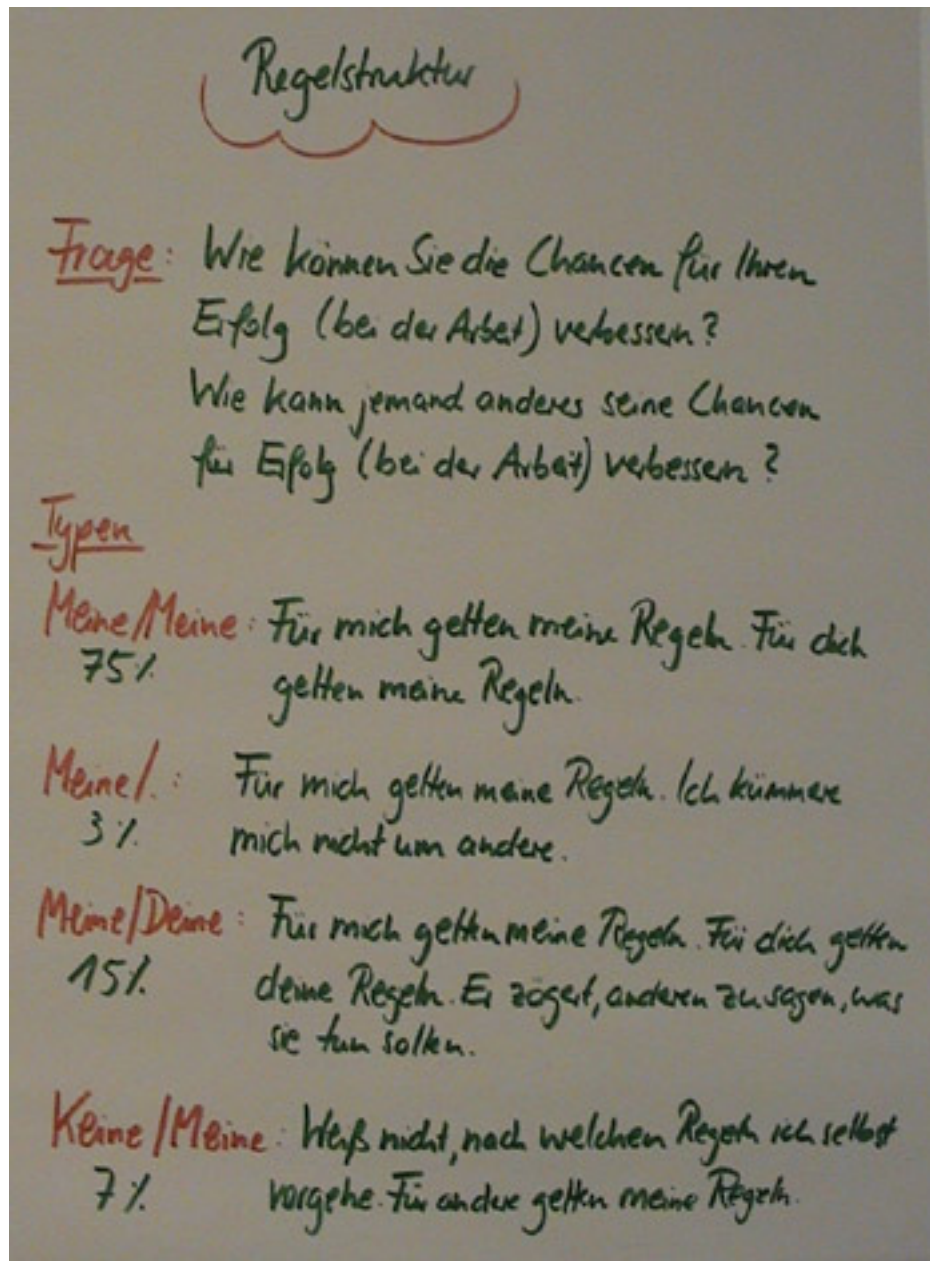 Regelstruktur
Frage: Wie können Sie die Chancen für Ihren
Erfolg (bei der Arbeit) verbessern?
Wie kann jemand anderes seine Chancen
für Erfolg (bei der Arbeit) verbessern?
Typen
Meine/Meine: Für mich gelten meine Regeln. Für dich
75% gelten meine Regeln.
Meine/.: Für mich gelten meine Regeln. Ich kümmere
3% mich nicht um andere.
Meine/Deine: Für mich gelten meine Regeln. Für dich gelten
15% deine Regeln. Er zögert, anderen zu sagen, was
sie tun sollen.
Keine/Meine: Weiß nicht, nach welchen Regeln ich selbst
7% vorgehe. Für andere gelten meine Regeln.